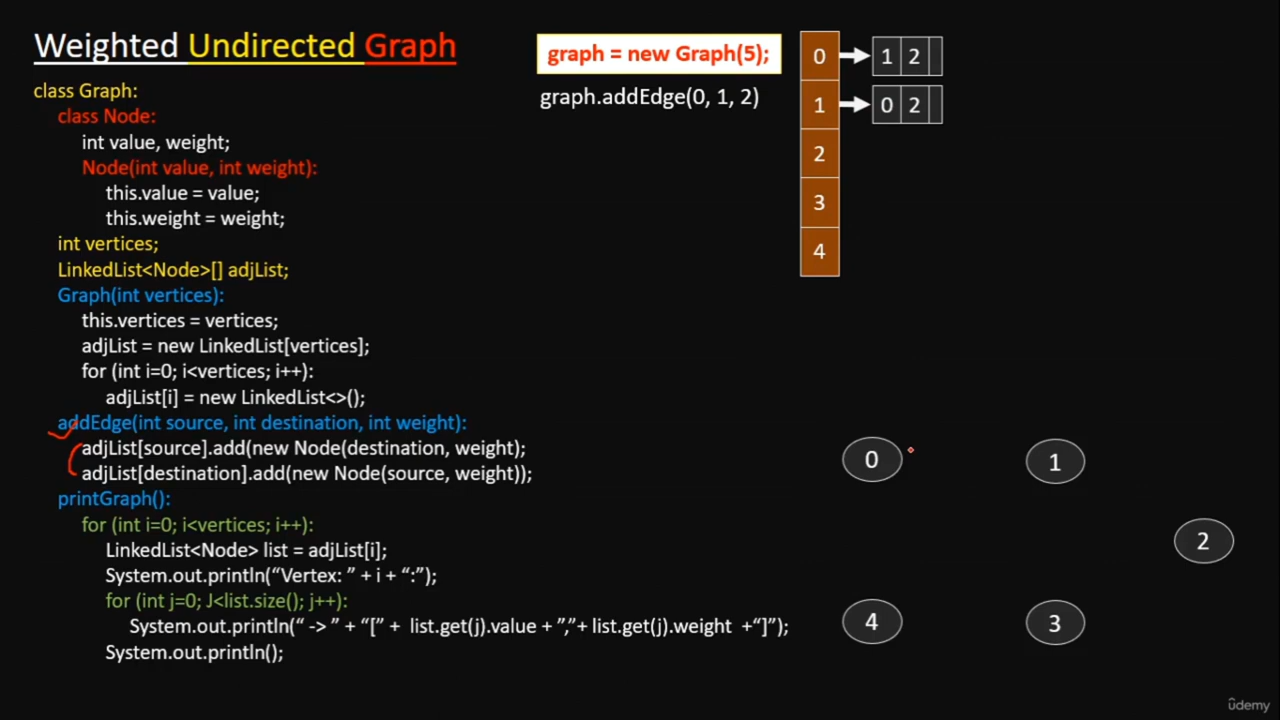 Weighted Undirected Graph
class Graph:
class Node:
int value, weight;
Node(int value, int weight):
this.value = value;
this.weight = weight;
int vertices;
LinkedList<Node>[] adjList;
Graph(int vertices):
this.vertices = vertices;
adjList = new LinkedList[vertices];
for (int i=0; i<vertices; i++):
adjList[i] = new LinkedList<>();
addEdge(int source, int destination, int weight):
adjList[source].add(new Node(destination, weight);
adjList[destination].add(new Node(source, weight));
printGraph():
for (int i=0; i<vertices; i++):
LinkedList<Node> list = adjList[i];
System.out.println(“Vertex: ” + i + “:”);
for (int j=0; J<list.size(); j++):
System.out.println(“ -> ” + “[” + list.get(j).value + ”,”+ list.get(j).weight +“]”);
System.out.println();
graph = new Graph(5);
graph.addEdge(0, 1, 2)
0 1 2
1 0 2
2
3
4
0 1
2
4 3
ûdemy